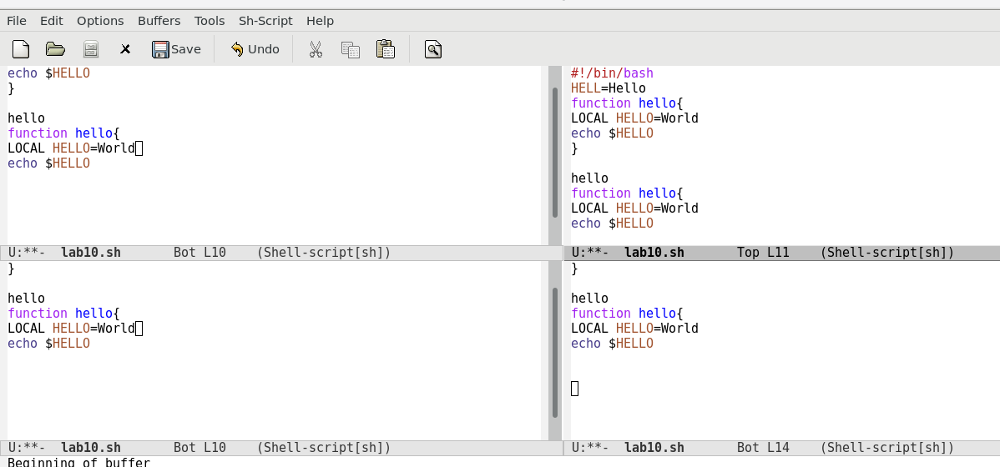 File Edit Options Buffers Tools Sh-Script Help
Save Undo
echo $HELLO
}
hello
function hello{
LOCAL HELLO=World
echo $HELLO
U:**-  lab10.sh       Bot L10    (Shell-script[sh])
#!/bin/bash
HELL=Hello
function hello{
LOCAL HELLO=World
echo $HELLO
}
hello
function hello{
LOCAL HELLO=World
echo $HELLO
U:**-  lab10.sh       Top L11    (Shell-script[sh])
}
hello
function hello{
LOCAL HELLO=World
echo $HELLO
U:**-  lab10.sh       Bot L10    (Shell-script[sh])
}
hello
function hello{
LOCAL HELLO=World
echo $HELLO
U:**-  lab10.sh       Bot L14    (Shell-script[sh])
Beginning of buffer